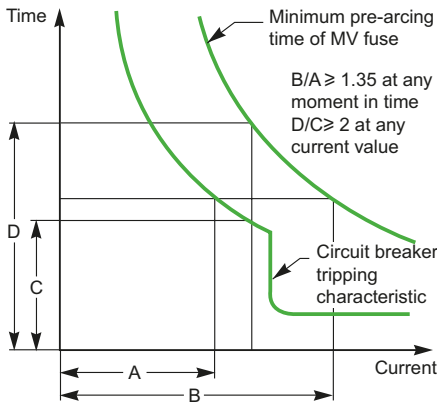 Time
Minimum pre-arcing
time of MV fuse
B/A ⩾ 1.35 at any
moment in time
D/C⩾ 2 at any
current value
D
C
Circuit breaker
tripping
characteristic
Current
A
B